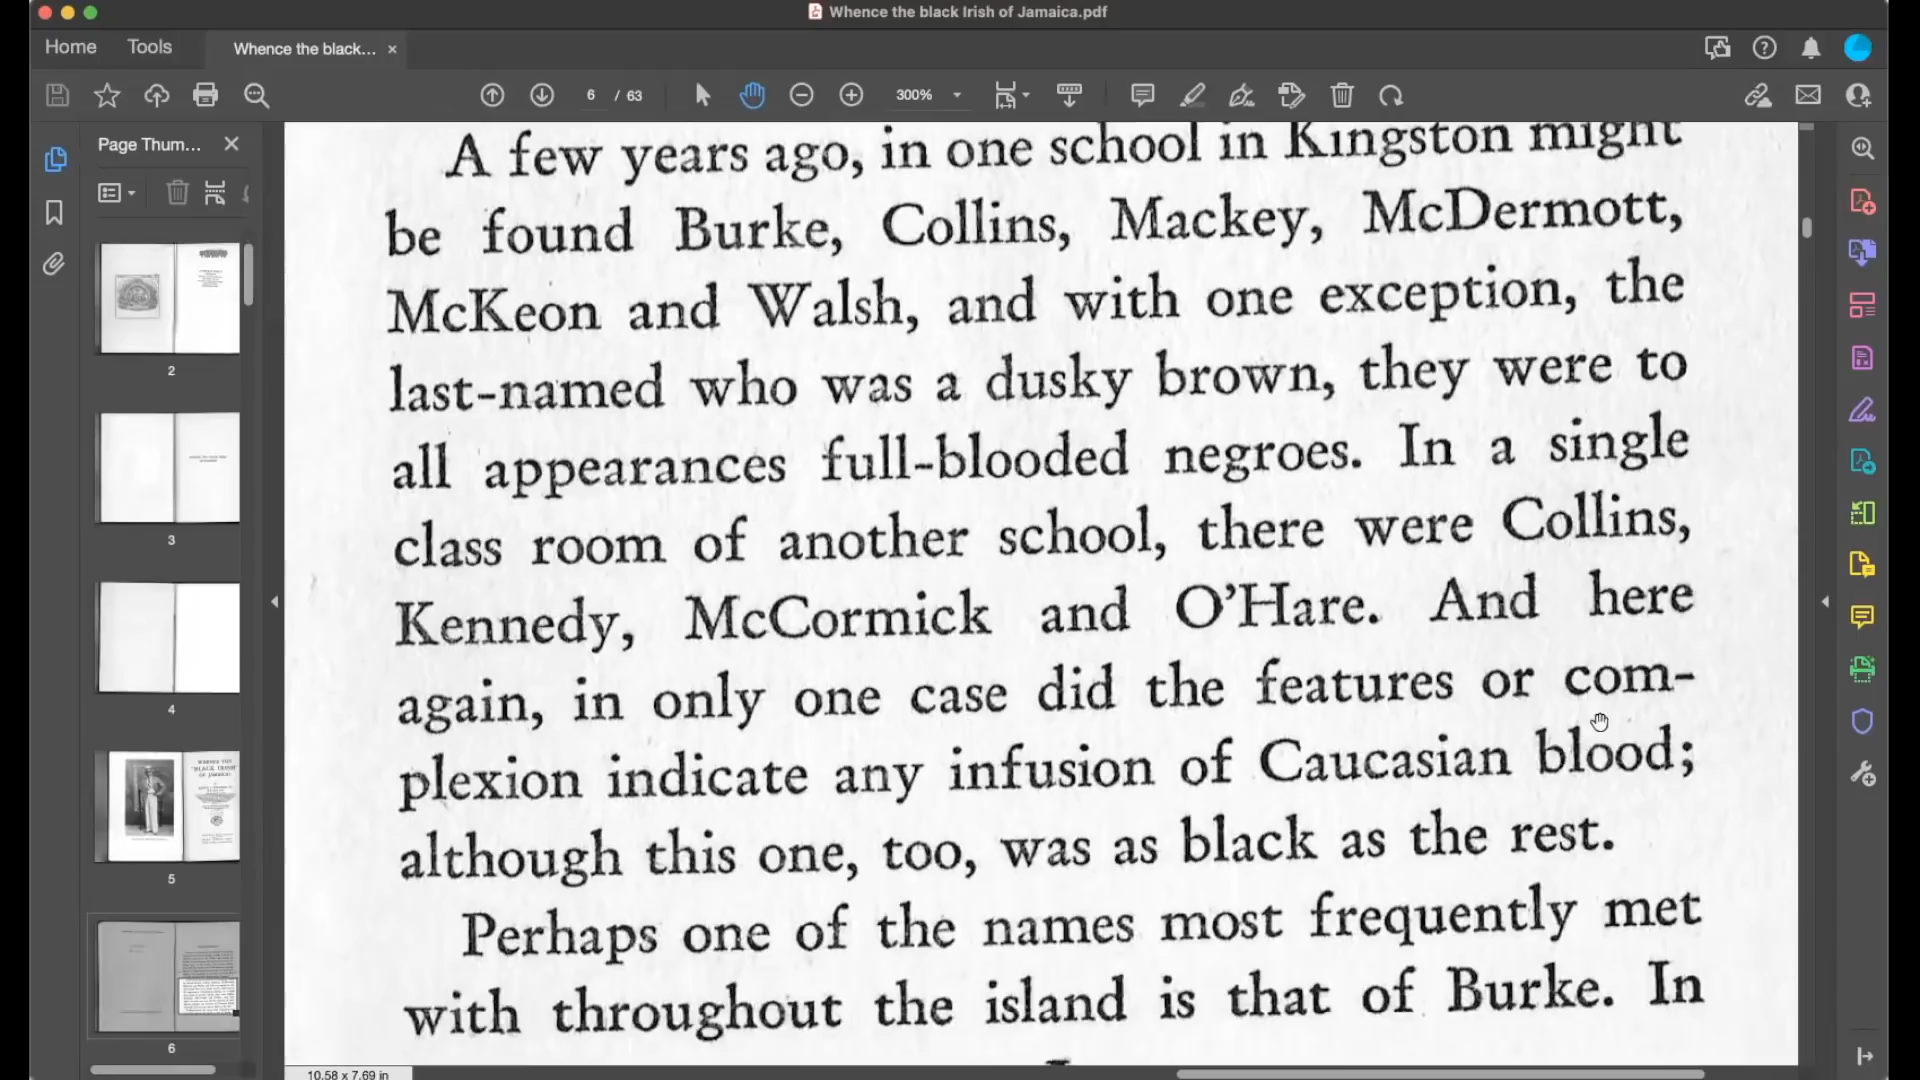 Whence the black Irish of Jamaica.pdf
Home Tools Whence the black... ×
6 / 63 300%
Page Thum...
2
3
4
5
6
A few years ago, in one school in Kingston might
be found Burke, Collins, Mackey, McDermott,
McKeon and Walsh, and with one exception, the
last-named who was a dusky brown, they were to
all appearances full-blooded negroes. In a single
class room of another school, there were Collins,
Kennedy, McCormick and O'Hare. And here
again, in only one case did the features or com-
plexion indicate any infusion of Caucasian blood;
although this one, too, was as black as the rest.
Perhaps one of the names most frequently met
with throughout the island is that of Burke. In
10.58 x 7.69 in